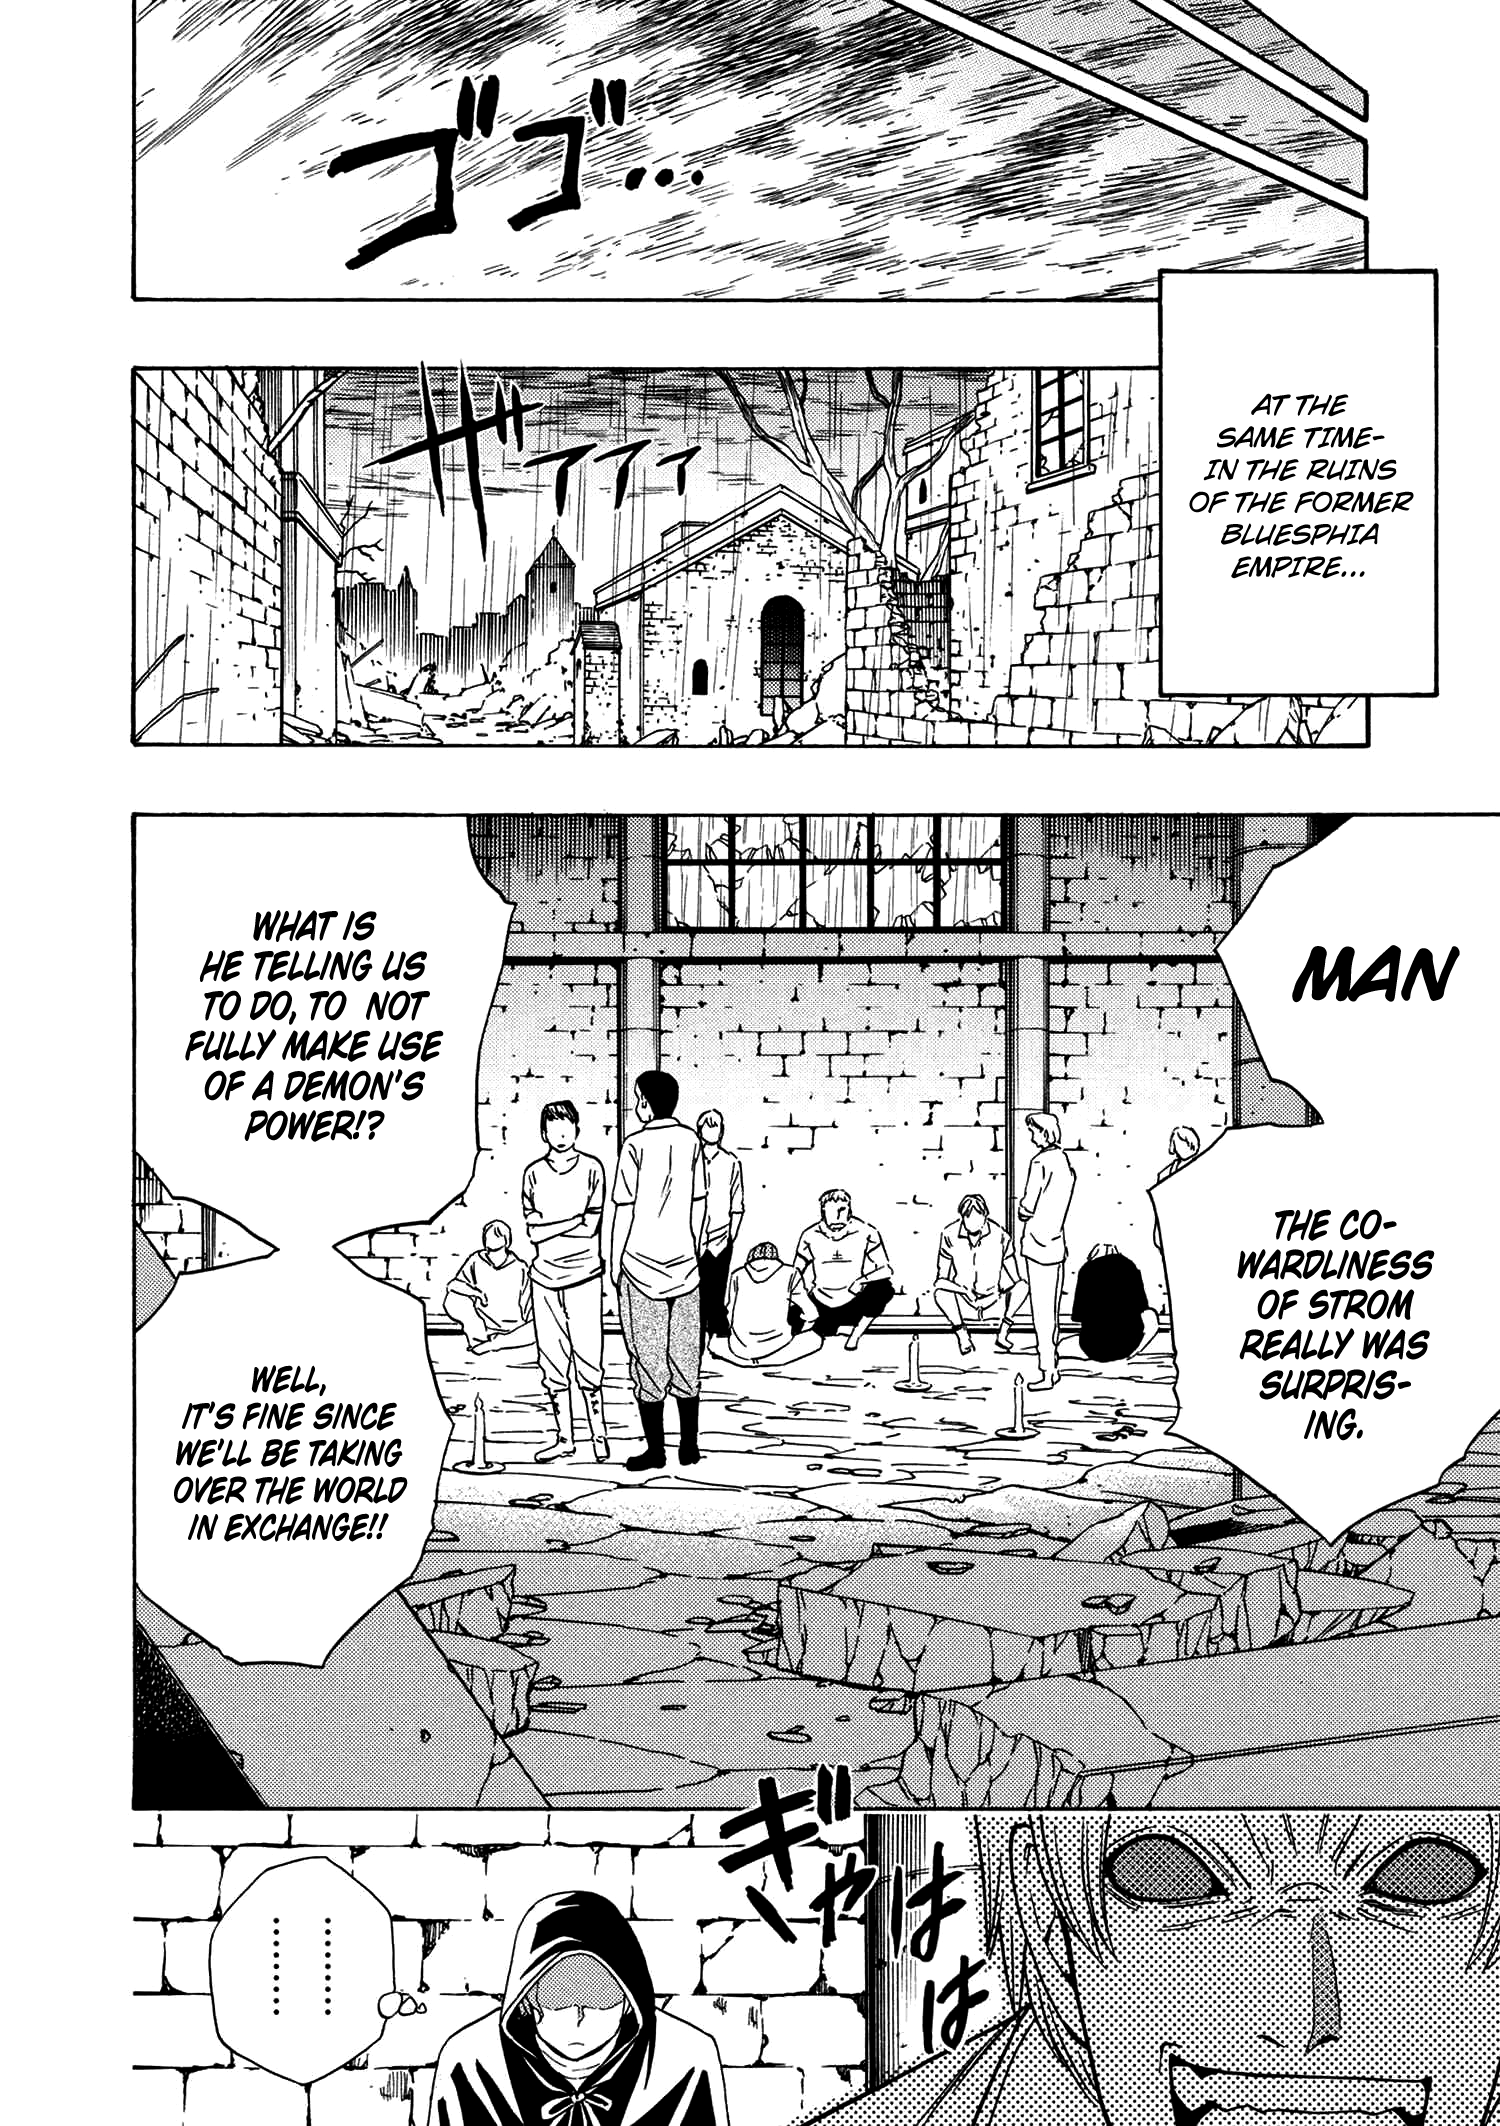 ゴゴ・・・
AT THE
SAME TIME-
IN THE RUINS
OF THE FORMER
BLUESPHIA
EMPIRE...
ザァァァ
MAN
THE CO-
WARDLINESS
OF STROM
REALLY WAS
SURPRIS-
ING.
WHAT IS
HE TELLING US
TO DO, TO NOT
FULLY MAKE USE
OF A DEMON'S
POWER!?
WELL,
IT'S FINE SINCE
WE'LL BE TAKING
OVER THE WORLD
IN EXCHANGE!!
ぎゃはは
………
………